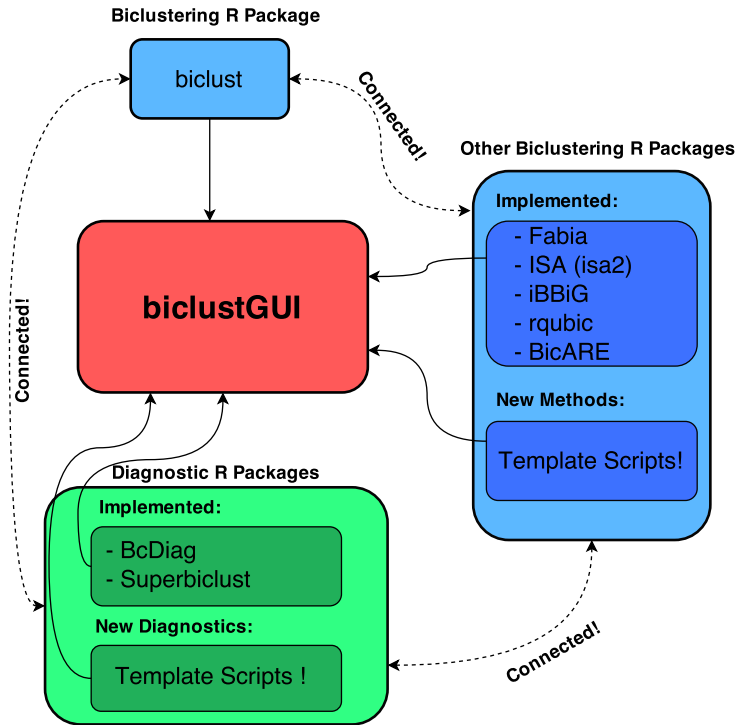 Biclustering R Package
biclust
Connected!
Other Biclustering R Packages
Implemented:
- Fabia
- ISA (isa2)
- iBBiG
- rqubic
- BicARE
New Methods:
Template Scripts!
biclustGUI
Connected!
Diagnostic R Packages
Implemented:
- BcDiag
- Superbiclust
New Diagnostics:
Template Scripts !
Connected!